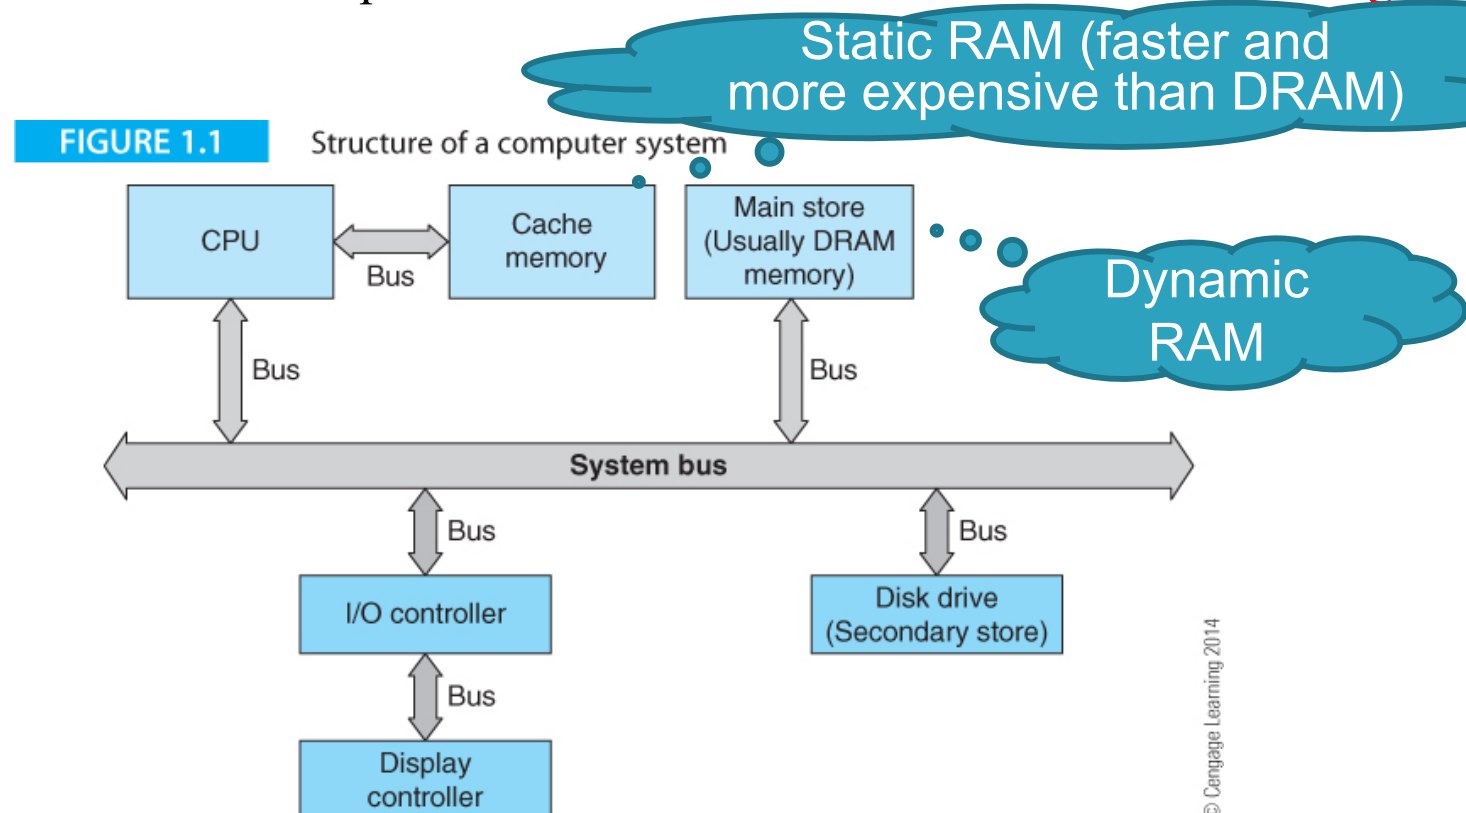 Static RAM (faster and
more expensive than DRAM)
FIGURE 1.1 Structure of a computer system
CPU
Bus
Cache
memory
Main store
(Usually DRAM
memory)
Dynamic
RAM
Bus
Bus
System bus
Bus
Bus
I/O controller
Disk drive
(Secondary store)
Bus
Display
controller
© Cengage Learning 2014